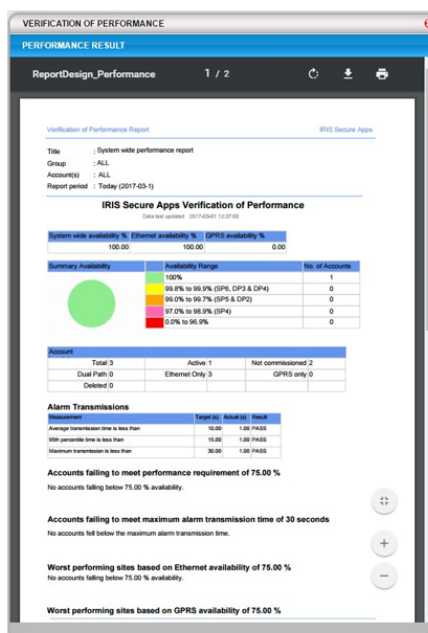 VERIFICATION OF PERFORMANCE
PERFORMANCE RESULT
ReportDesign_Performance 1 / 2
Verification of Performance Report IRIS Secure Apps
Title : System wide performance report
Group : ALL
Account(s) : ALL
Report period : Today (2017-03-1)
IRIS Secure Apps Verification of Performance
Data last updated 2017-03-01 12:37:03
System wide availability % Ethernet availability % GPRS availability %
100.00 100.00 0.00
Summary Availability Availability Range No. of Accounts
100% 1
99.8% to 99.9% (SP6, DP3 & DP4) 0
99.0% to 99.7% (SP5 & DP2) 0
97.0% to 98.9% (SP4) 0
0.0% to 96.9% 0
Account
Total 3 Active 1 Not commissioned 2
Dual Path 0 Ethernet Only 3 GPRS only 0
Deleted 0
Alarm Transmissions
Measurement Target (s) Actual (s) Result
Average transmission time is less than 10.00 1.00 PASS
95th percentile time is less than 15.00 1.00 PASS
Maximum transmission is less than 30.00 1.00 PASS
Accounts failing to meet performance requirement of 75.00 %
No accounts falling below 75.00 % availability.
Accounts failing to meet maximum alarm transmission time of 30 seconds
No accounts fell below the maximum alarm transmission time.
Worst performing sites based on Ethernet availability of 75.00 %
No accounts falling below 75.00 % availability.
Worst performing sites based on GPRS availability of 75.00 %